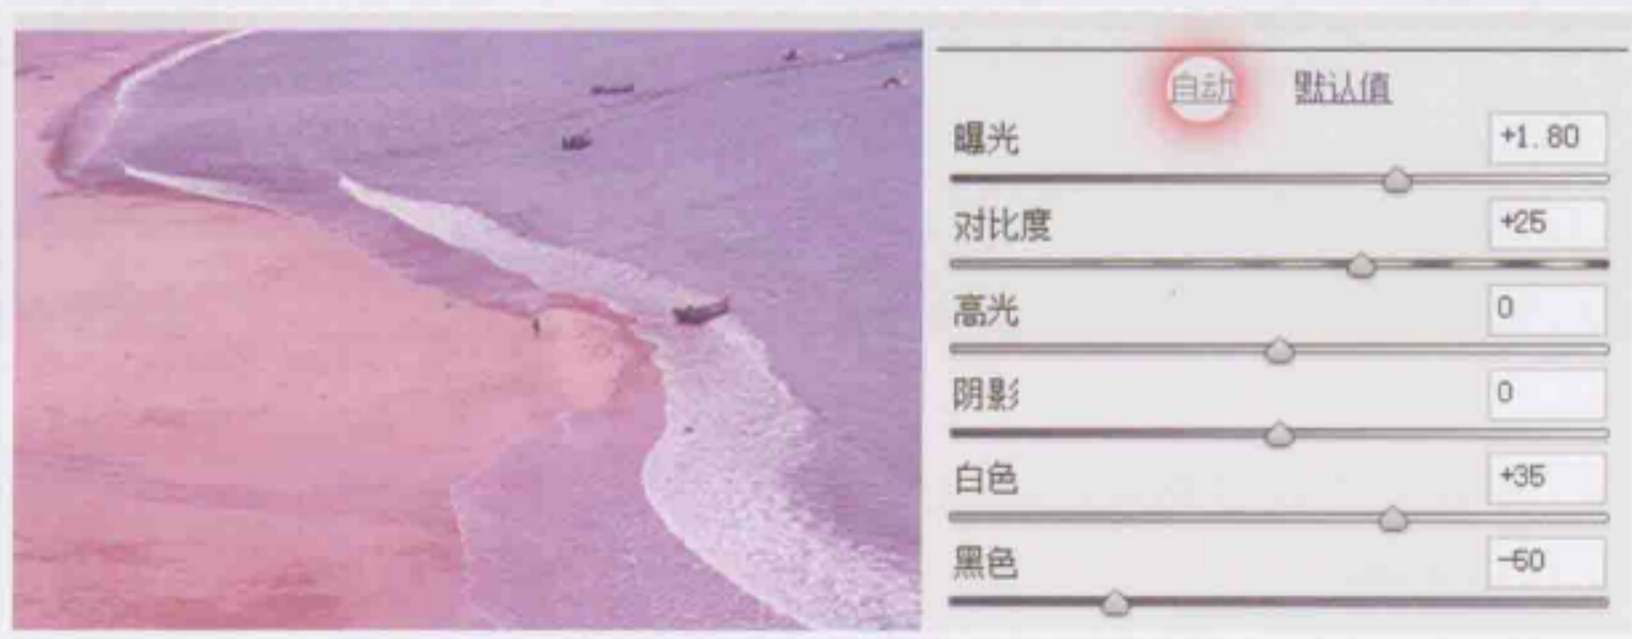 自动 默认值
曝光 +1.80
对比度 +25
高光 0
阴影 0
白色 +35
黑色 -50